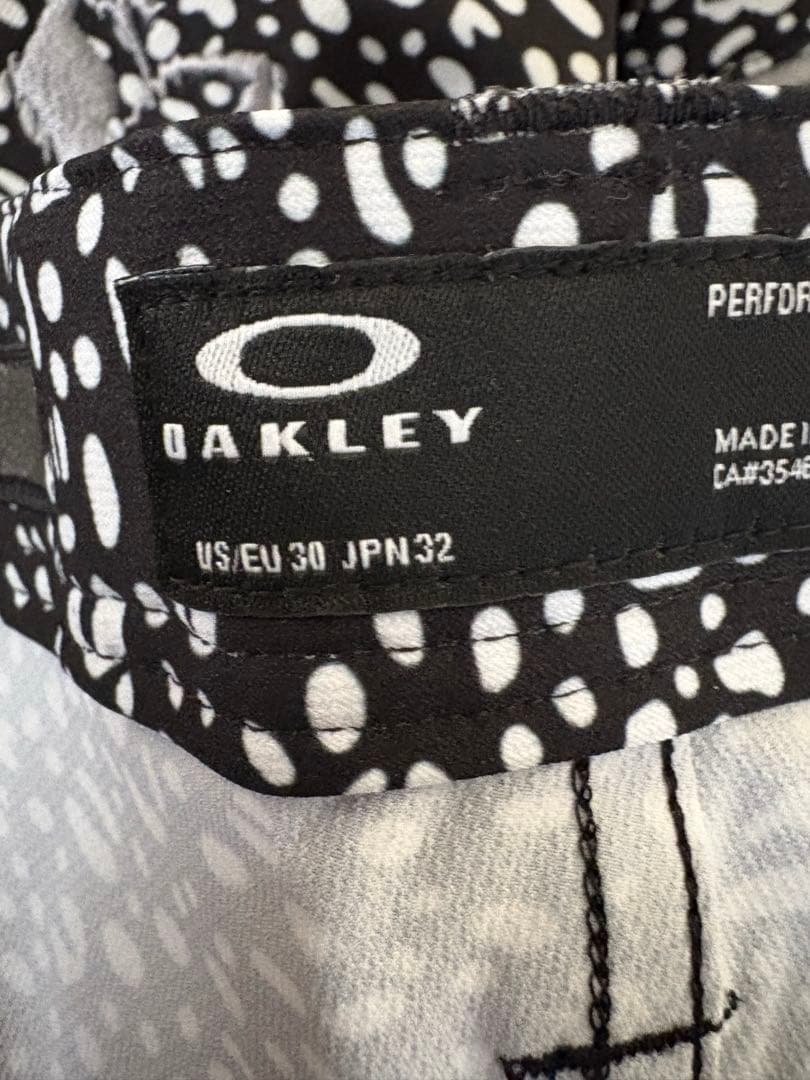 OAKLEY
US/EU 30 JPN 32
PERFOR
MADE I
CA#3546